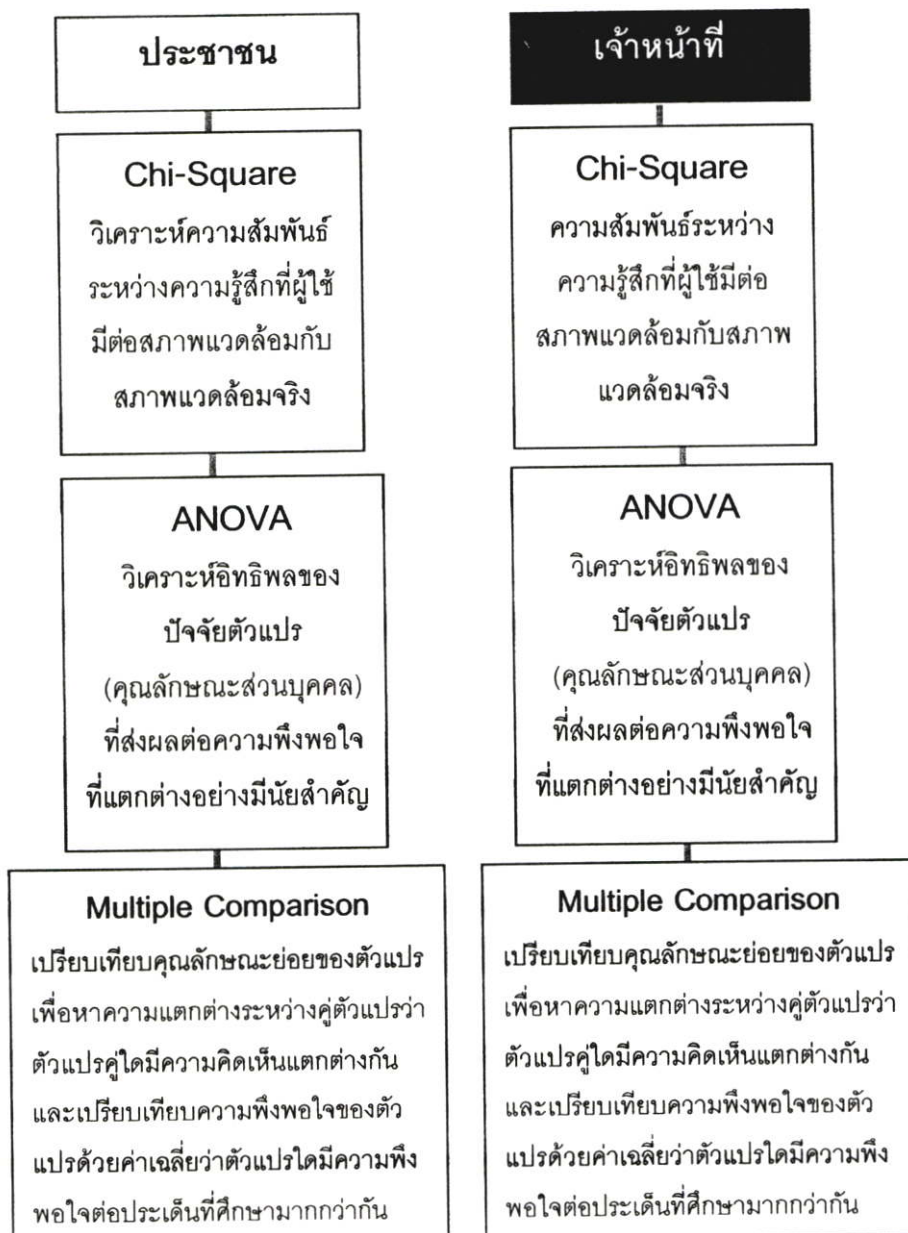 ประชาชน
Chi-Square
วิเคราะห์ความสัมพันธ์
ระหว่างความรู้สึกที่ผู้ใช้
มีต่อสภาพแวดล้อมกับ
สภาพแวดล้อมจริง
ANOVA
วิเคราะห์อิทธิพลของ
ปัจจัยตัวแปร
(คุณลักษณะส่วนบุคคล)
ที่ส่งผลต่อความพึงพอใจ
ที่แตกต่างอย่างมีนัยสำคัญ
Multiple Comparison
เปรียบเทียบคุณลักษณะย่อยของตัวแปร
เพื่อหาความแตกต่างระหว่างคู่ตัวแปรว่า
ตัวแปรคู่ใดมีความคิดเห็นแตกต่างกัน
และเปรียบเทียบความพึงพอใจของตัว
แปรด้วยค่าเฉลี่ยว่าตัวแปรใดมีความพึง
พอใจต่อประเด็นที่ศึกษามากกว่ากัน
เจ้าหน้าที่
Chi-Square
ความสัมพันธ์ระหว่าง
ความรู้สึกที่ผู้ใช้มีต่อ
สภาพแวดล้อมกับสภาพ
แวดล้อมจริง
ANOVA
วิเคราะห์อิทธิพลของ
ปัจจัยตัวแปร
(คุณลักษณะส่วนบุคคล)
ที่ส่งผลต่อความพึงพอใจ
ที่แตกต่างอย่างมีนัยสำคัญ
Multiple Comparison
เปรียบเทียบคุณลักษณะย่อยของตัวแปร
เพื่อหาความแตกต่างระหว่างคู่ตัวแปรว่า
ตัวแปรคู่ใดมีความคิดเห็นแตกต่างกัน
และเปรียบเทียบความพึงพอใจของตัว
แปรด้วยค่าเฉลี่ยว่าตัวแปรใดมีความพึง
พอใจต่อประเด็นที่ศึกษามากกว่ากัน